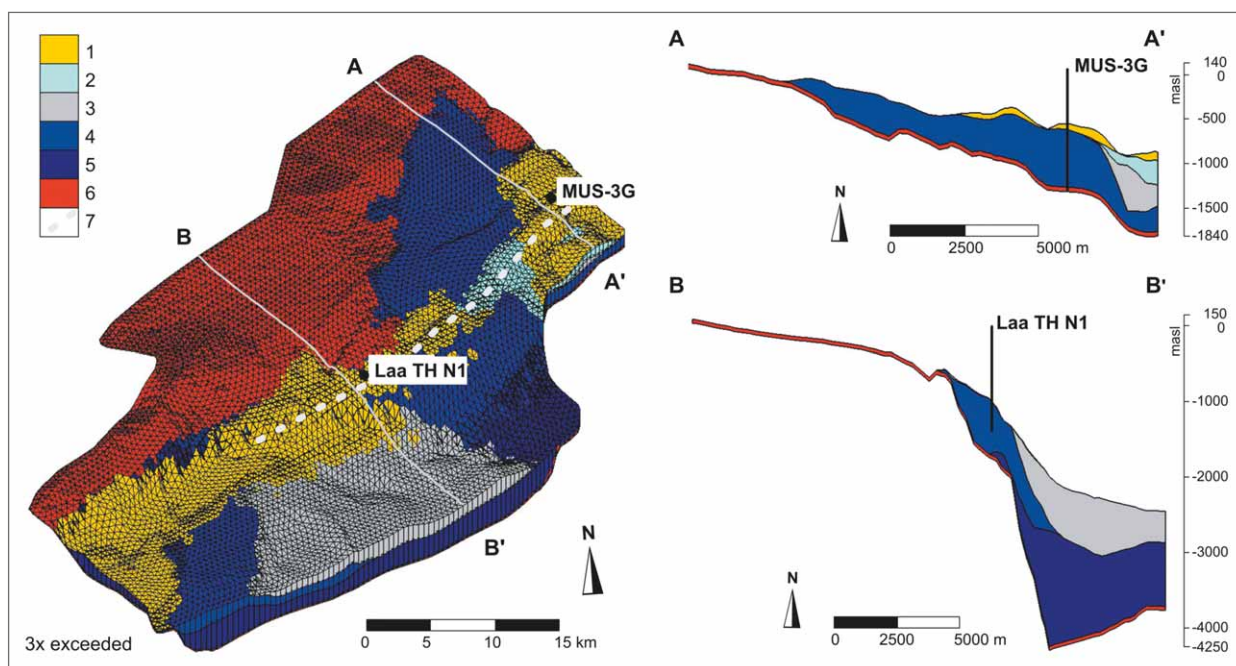 1
2
3
4
5
6
7
A
MUS-3G
B
A'
Laa TH N1
B'
N
0 5 10 15 km
3x exceeded
A A'
MUS-3G
masl
140
0
-500
-1000
-1500
-1840
N
0 2500 5000 m
B B'
Laa TH N1
masl
150
0
-1000
-2000
-3000
-4000
-4250
N
0 2500 5000 m